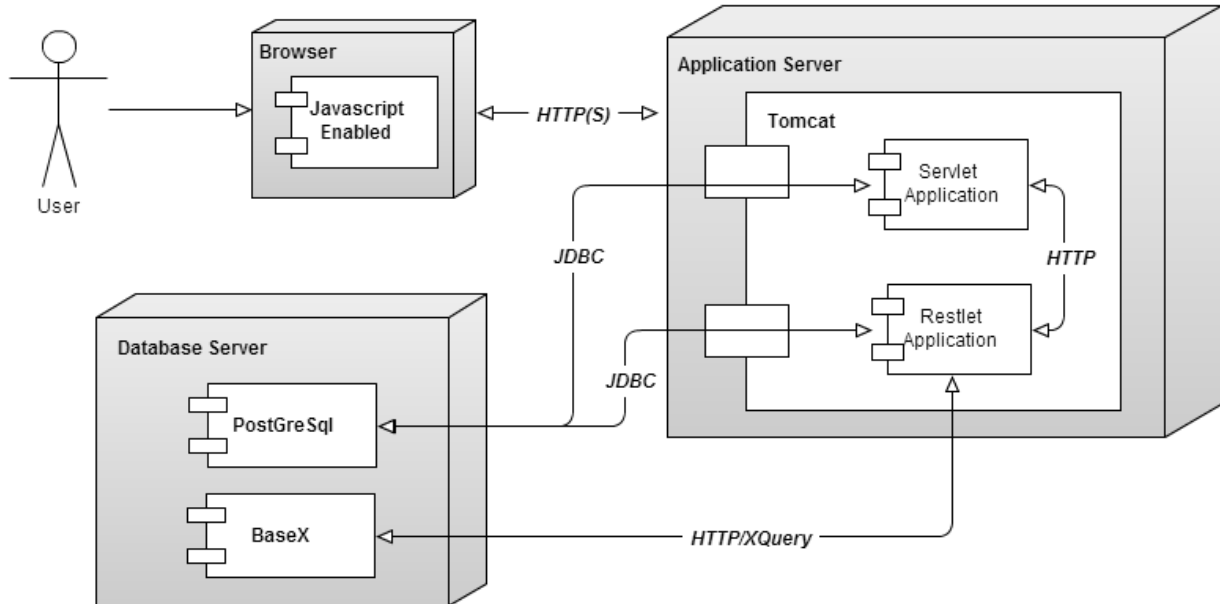 Browser
Javascript
Enabled
User
HTTP(S)
Application Server
Tomcat
Servlet
Application
HTTP
Restlet
Application
JDBC
JDBC
Database Server
PostGreSql
BaseX
HTTP/XQuery